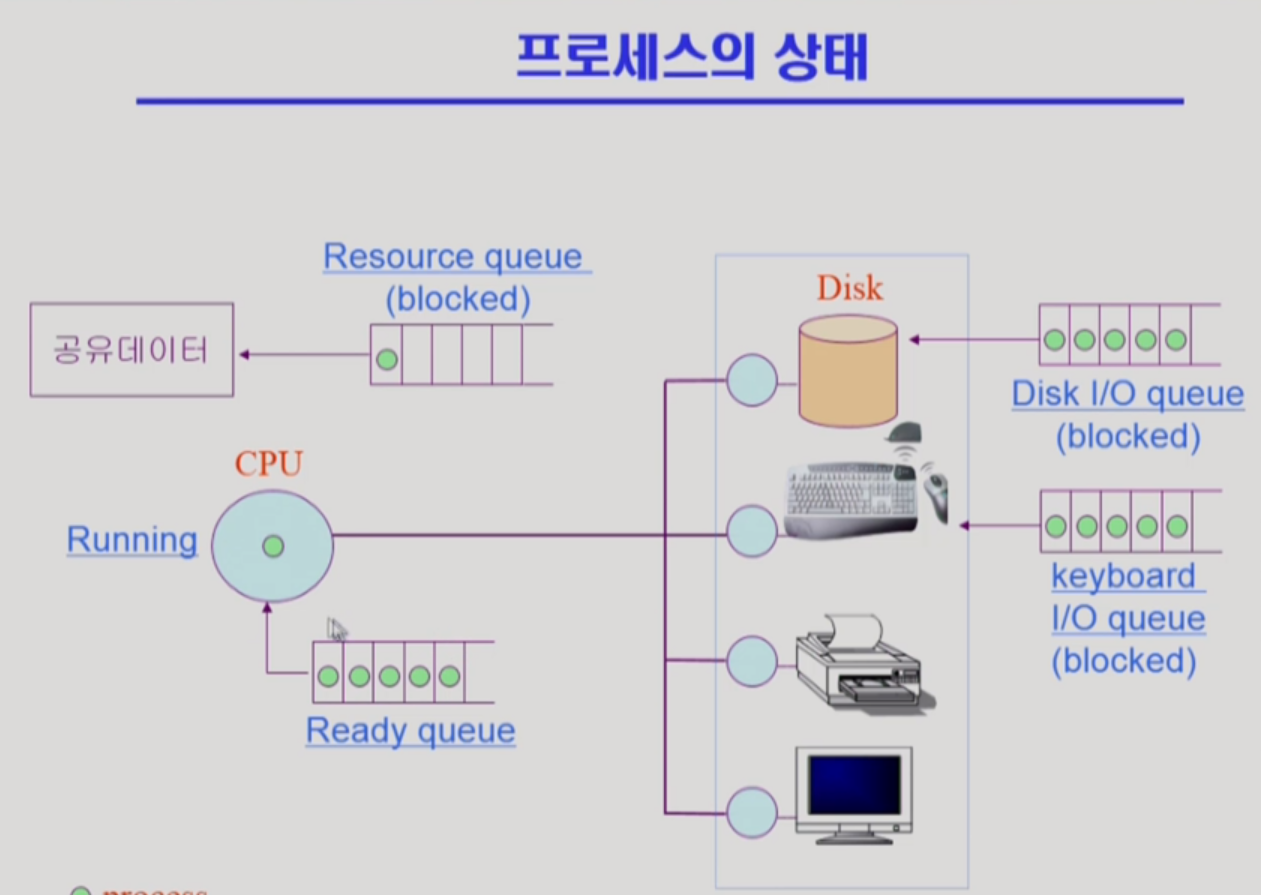 프로세스의 상태
Resource queue
(blocked)
공유데이터
Disk
Disk I/O queue
(blocked)
CPU
Running
keyboard
I/O queue
(blocked)
Ready queue
process